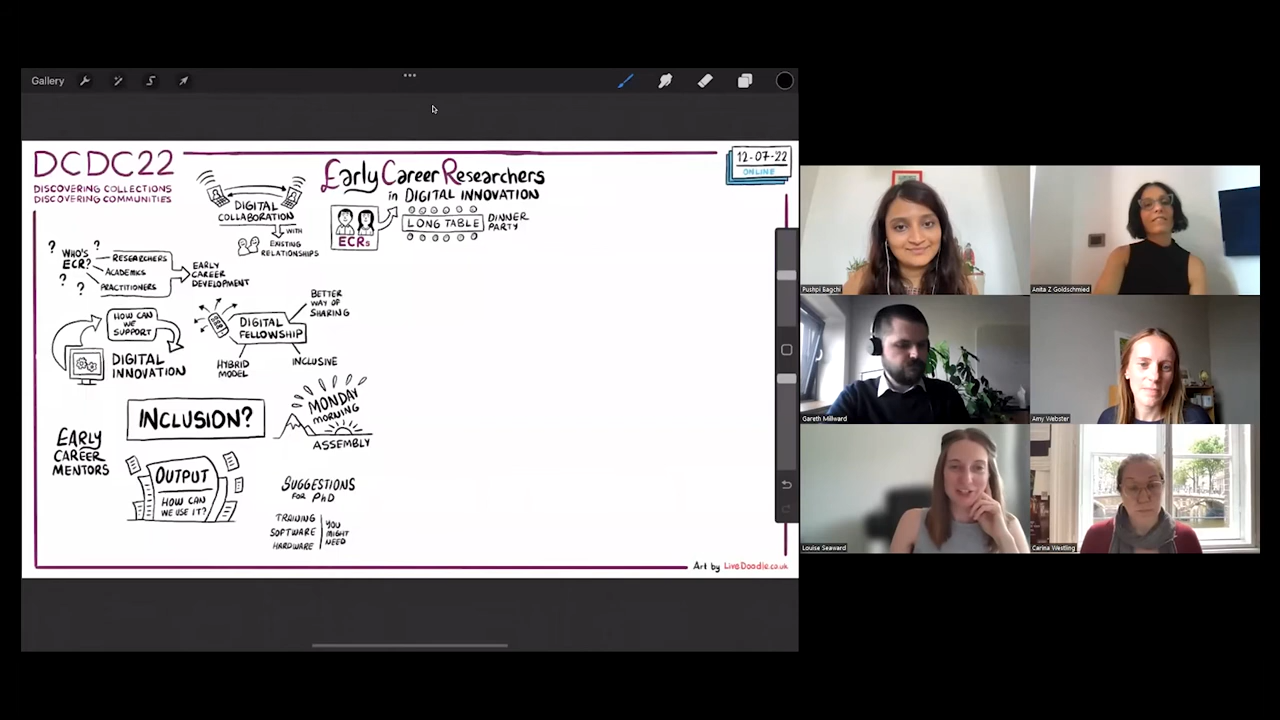 Gallery
DCDC22
DISCOVERING COLLECTIONS
DISCOVERING COMMUNITIES
DIGITAL
COLLABORATION
WITH
EXISTING
RELATIONSHIPS
Early Career Researchers
in DIGITAL INNOVATION
ECRs
LONG TABLE
DINNER
PARTY
12-07-22
ONLINE
? WHO'S ?
ECR?
? ?
RESEARCHERS
ACADEMICS
PRACTITIONERS
EARLY
CAREER
DEVELOPMENT
HOW CAN
WE
SUPPORT
DIGITAL
INNOVATION
DIGITAL
FELLOWSHIP
BETTER
WAY OF
SHARING
HYBRID
MODEL
INCLUSIVE
INCLUSION?
MONDAY
MORNING
ASSEMBLY
EARLY
CAREER
MENTORS
OUTPUT
HOW CAN
WE USE IT?
SUGGESTIONS
FOR PhD
TRAINING
SOFTWARE
HARDWARE
YOU
MIGHT
NEED
Art by LiveDoodle.co.uk
Pushpi Bagchi
Anita Z Goldschmied
Gareth Millward
Amy Webster
Louise Seaward
Carina Westling